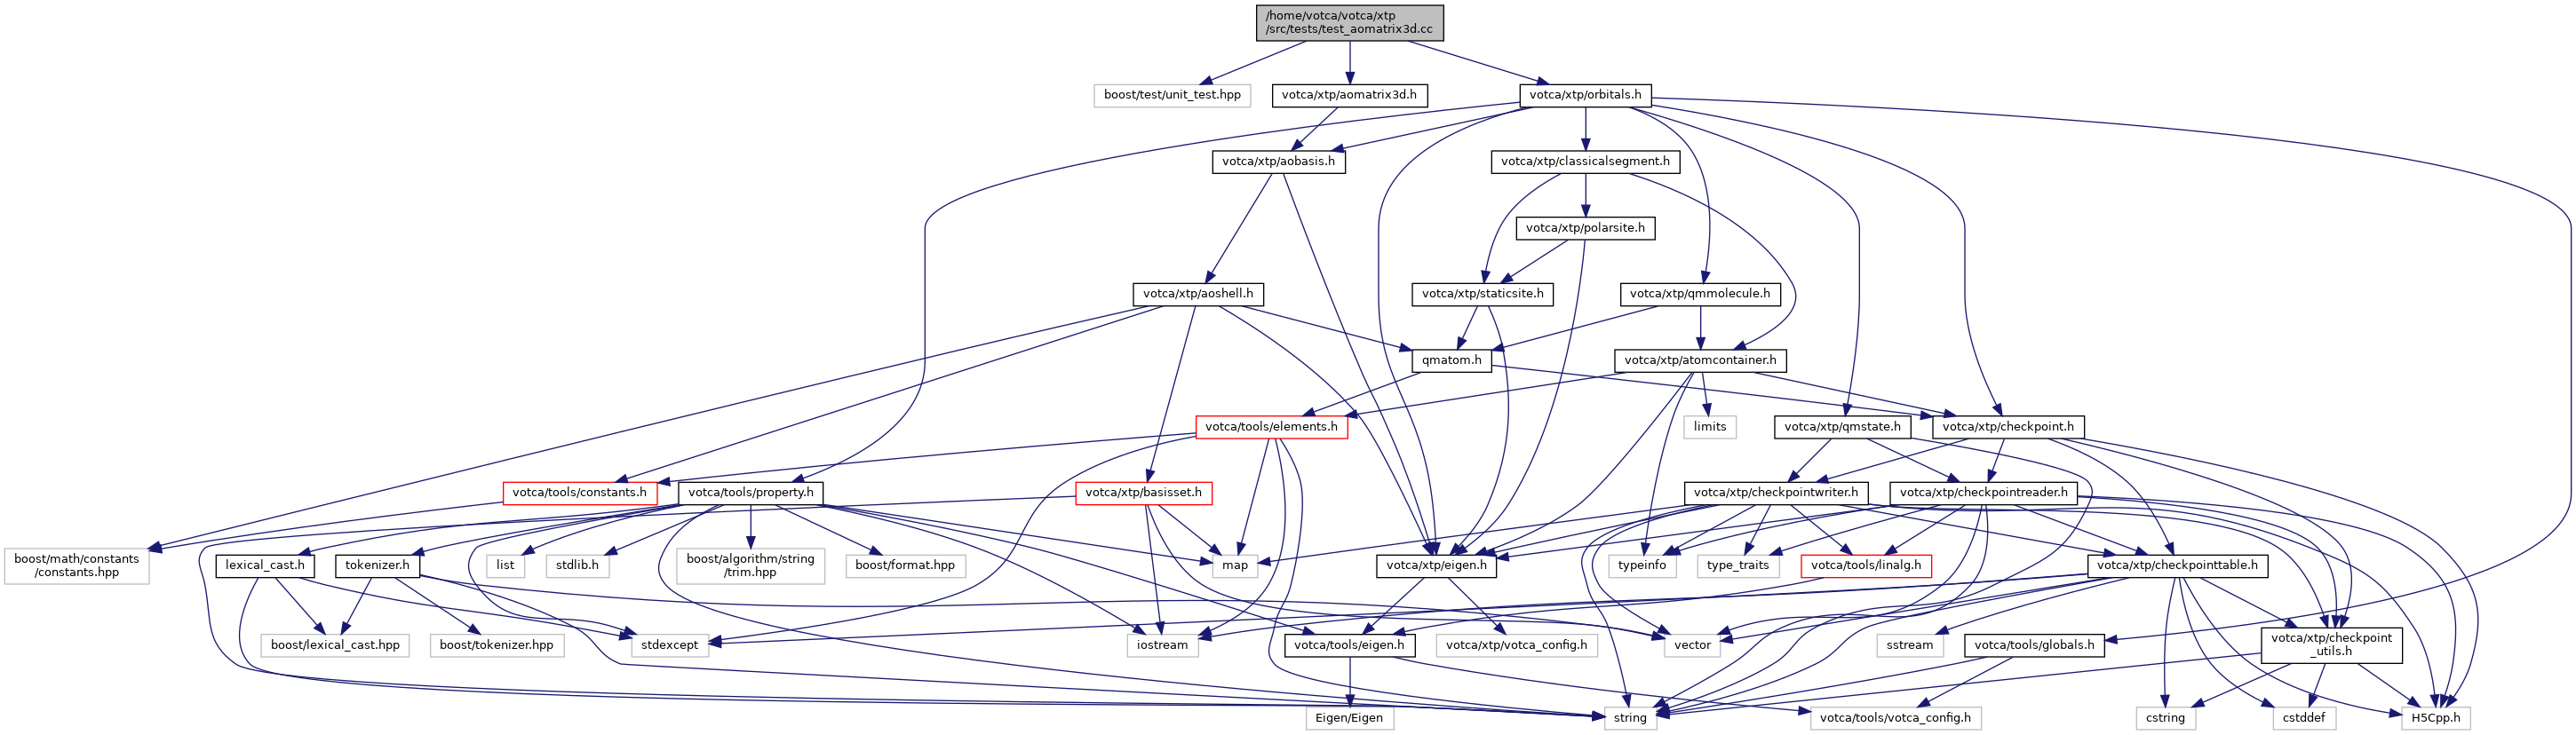 /home/votca/votca/xtp
/src/tests/test_aomatrix3d.cc
boost/test/unit_test.hpp
votca/xtp/aomatrix3d.h
votca/xtp/orbitals.h
votca/xtp/aobasis.h
votca/xtp/classicalsegment.h
votca/xtp/polarsite.h
votca/xtp/aoshell.h
votca/xtp/staticsite.h
votca/xtp/qmmolecule.h
qmatom.h
votca/xtp/atomcontainer.h
votca/tools/elements.h
limits
votca/xtp/qmstate.h
votca/xtp/checkpoint.h
votca/tools/constants.h
votca/tools/property.h
votca/xtp/basisset.h
votca/xtp/checkpointwriter.h
votca/xtp/checkpointreader.h
boost/math/constants
/constants.hpp
lexical_cast.h
tokenizer.h
list
stdlib.h
boost/algorithm/string
/trim.hpp
boost/format.hpp
map
votca/xtp/eigen.h
typeinfo
type_traits
votca/tools/linalg.h
votca/xtp/checkpointtable.h
boost/lexical_cast.hpp
boost/tokenizer.hpp
stdexcept
iostream
votca/tools/eigen.h
votca/xtp/votca_config.h
vector
sstream
votca/tools/globals.h
votca/xtp/checkpoint
_utils.h
Eigen/Eigen
string
votca/tools/votca_config.h
cstring
cstddef
H5Cpp.h